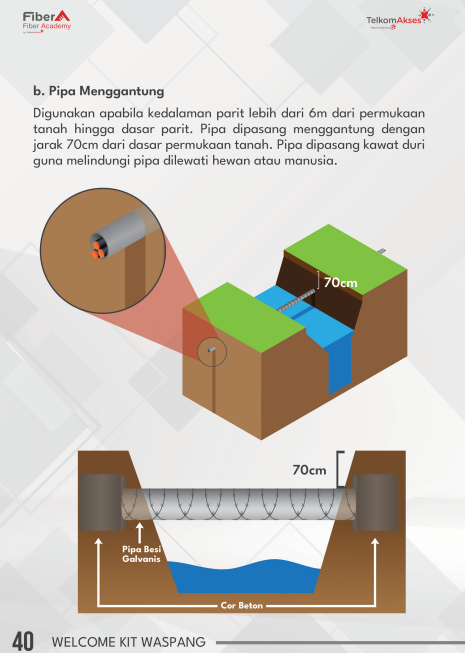 Fiber
Fiber Academy
TelkomAkses
b. Pipa Menggantung
Digunakan apabila kedalaman parit lebih dari 6m dari permukaan
tanah hingga dasar parit. Pipa dipasang menggantung dengan
jarak 70cm dari dasar permukaan tanah. Pipa dipasang kawat duri
guna melindungi pipa dilewati hewan atau manusia.
70cm
70cm
Pipa Besi
Galvanis
Cor Beton
40 WELCOME KIT WASPANG